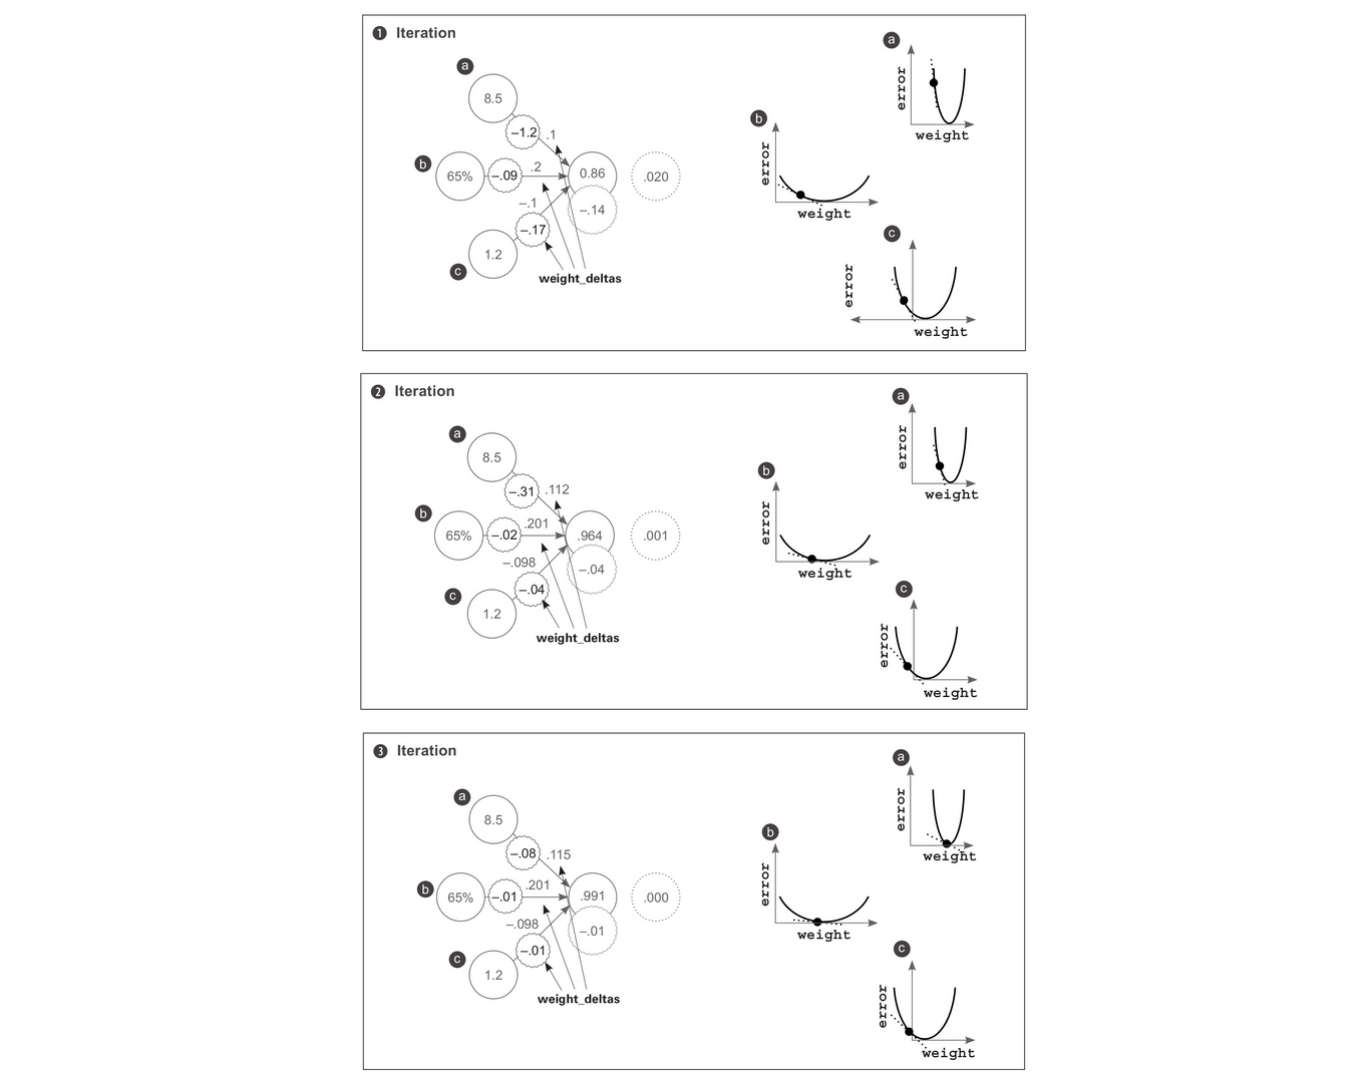 1 Iteration
a
8.5
–1.2
.1
b
65%
–.09
.2
0.86
.020
–.1
–.14
–.17
1.2
c
weight_deltas
a
error
weight
b
error
weight
c
error
weight
2 Iteration
a
8.5
–.31
.112
b
65%
–.02
.201
.964
.001
–.098
–.04
–.04
c
1.2
weight_deltas
a
error
weight
b
error
weight
c
error
weight
3 Iteration
a
8.5
–.08
.115
b
65%
–.01
.201
.991
.000
–.098
–.01
–.01
c
1.2
weight_deltas
a
error
weight
b
error
weight
c
error
weight